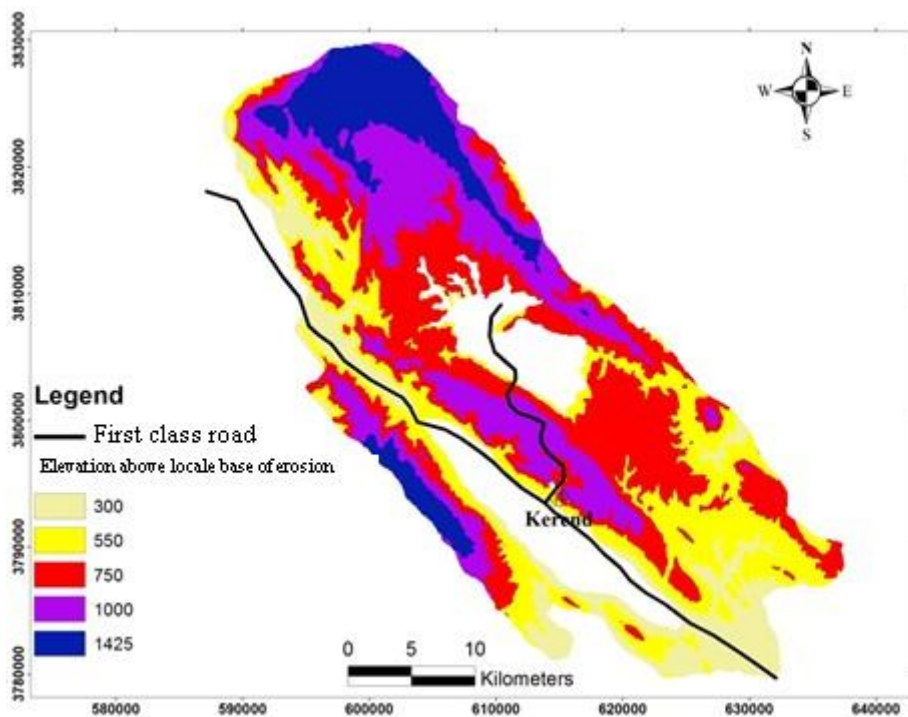 N
W E
S
3830000
3820000
3810000
3800000
3790000
3780000
Legend
First class road
Elevation above locale base of erosion
300
550
750
1000
1425
Kerend
0 5 10
Kilometers
580000 590000 600000 610000 620000 630000 640000